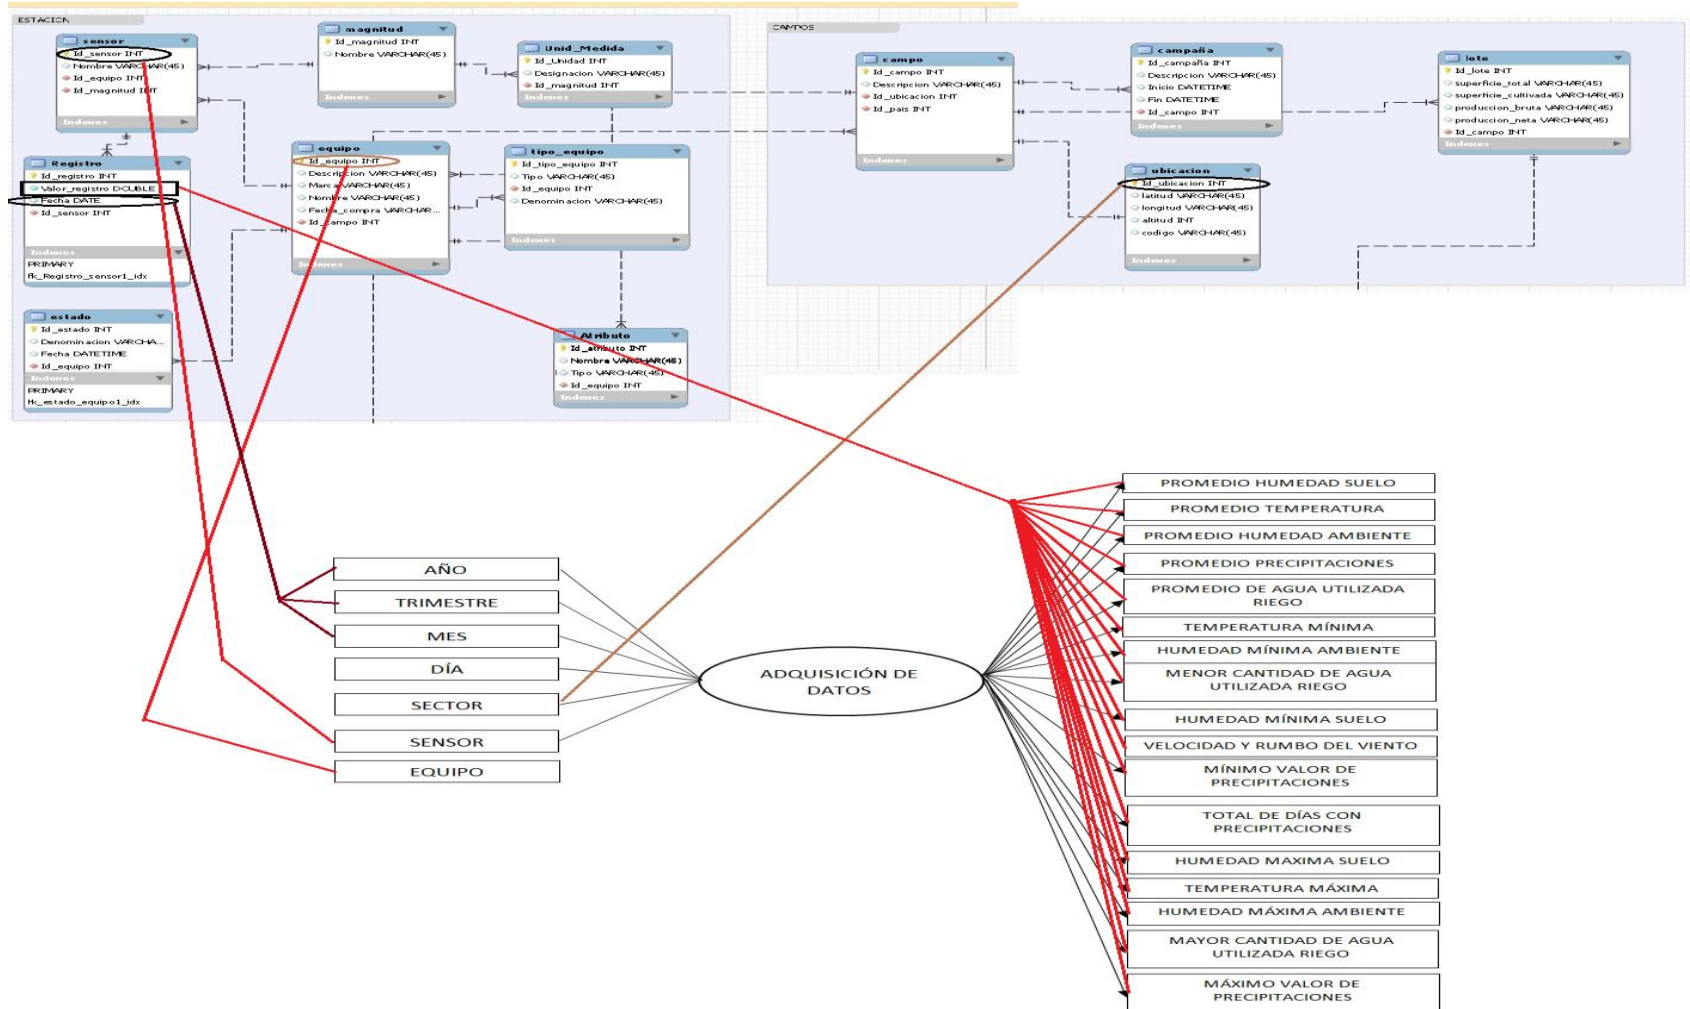 ESTACION
sensor
Id_sensor INT
Nombre VARCHAR(45)
Id_equipo INT
Id_magnitud INT
Indexes
magnitud
Id_magnitud INT
Nombre VARCHAR(45)
Indexes
Unid_Medida
Id_Unidad INT
Designacion VARCHAR(45)
Id_magnitud INT
Indexes
Registro
Id_registro INT
Valor_registro DOUBLE
Fecha DATE
Id_sensor INT
Indexes
PRIMARY
fk_Registro_sensor1_idx
equipo
Id_equipo INT
Descripcion VARCHAR(45)
Marca VARCHAR(45)
Nombre VARCHAR(45)
Fecha_compra VARCHAR...
Id_campo INT
Indexes
tipo_equipo
Id_tipo_equipo INT
Tipo VARCHAR(45)
Id_equipo INT
Denominacion VARCHAR(45)
Indexes
estado
Id_estado INT
Denominacion VARCHA...
Fecha DATETIME
Id_equipo INT
Indexes
PRIMARY
fk_estado_equipo1_idx
Atributo
Id_atributo INT
Nombre VARCHAR(45)
Tipo VARCHAR(45)
Id_equipo INT
Indexes
CAMPOS
campo
Id_campo INT
Descripcion VARCHAR(45)
Id_ubicacion INT
Id_pais INT
Indexes
campaña
Id_campaña INT
Descripcion VARCHAR(45)
Inicio DATETIME
Fin DATETIME
Id_campo INT
Indexes
lote
Id_lote INT
superficie_total VARCHAR(45)
superficie_cultivada VARCHAR(45)
produccion_bruta VARCHAR(45)
produccion_neta VARCHAR(45)
Id_campo INT
Indexes
ubicacion
Id_ubicacion INT
latitud VARCHAR(45)
longitud VARCHAR(45)
altitud INT
codigo VARCHAR(45)
Indexes
AÑO
TRIMESTRE
MES
DÍA
SECTOR
SENSOR
EQUIPO
ADQUISICIÓN DE
DATOS
PROMEDIO HUMEDAD SUELO
PROMEDIO TEMPERATURA
PROMEDIO HUMEDAD AMBIENTE
PROMEDIO PRECIPITACIONES
PROMEDIO DE AGUA UTILIZADA
RIEGO
TEMPERATURA MÍNIMA
HUMEDAD MÍNIMA AMBIENTE
MENOR CANTIDAD DE AGUA
UTILIZADA RIEGO
HUMEDAD MÍNIMA SUELO
VELOCIDAD Y RUMBO DEL VIENTO
MÍNIMO VALOR DE
PRECIPITACIONES
TOTAL DE DÍAS CON
PRECIPITACIONES
HUMEDAD MAXIMA SUELO
TEMPERATURA MÁXIMA
HUMEDAD MÁXIMA AMBIENTE
MAYOR CANTIDAD DE AGUA
UTILIZADA RIEGO
MÁXIMO VALOR DE
PRECIPITACIONES